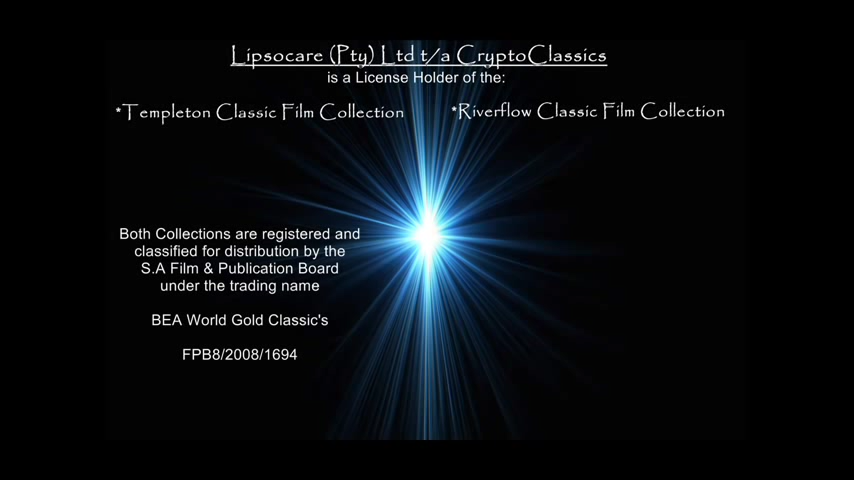 Lipsocare (Pty) Ltd t/a CryptoClassics
is a License Holder of the:
*Templeton Classic Film Collection
*Riverflow Classic Film Collection
Both Collections are registered and
classified for distribution by the
S.A Film & Publication Board
under the trading name
BEA World Gold Classic's
FPB8/2008/1694